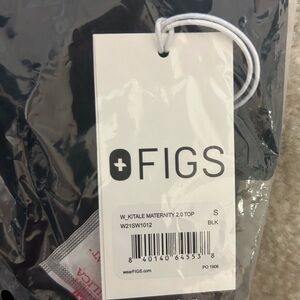 FIGS
W_KITALE MATERNITY 2.0 TOP S
W21SW1012 BLK
8 40140 64553 8
wearFIGS.com PO 1906